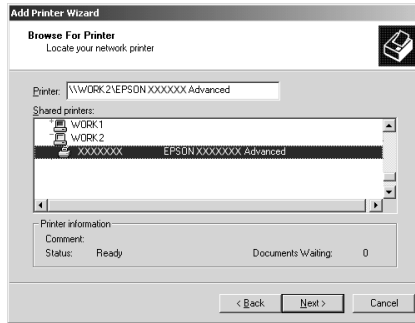 Add Printer Wizard
Browse For Printer
Locate your network printer
Printer: \\WORK2\EPSON XXXXXX Advanced
Shared printers:
WORK1
WORK2
XXXXXXX EPSON XXXXXXX Advanced
Printer information
Comment:
Status: Ready Documents Waiting: 0
< Back Next > Cancel